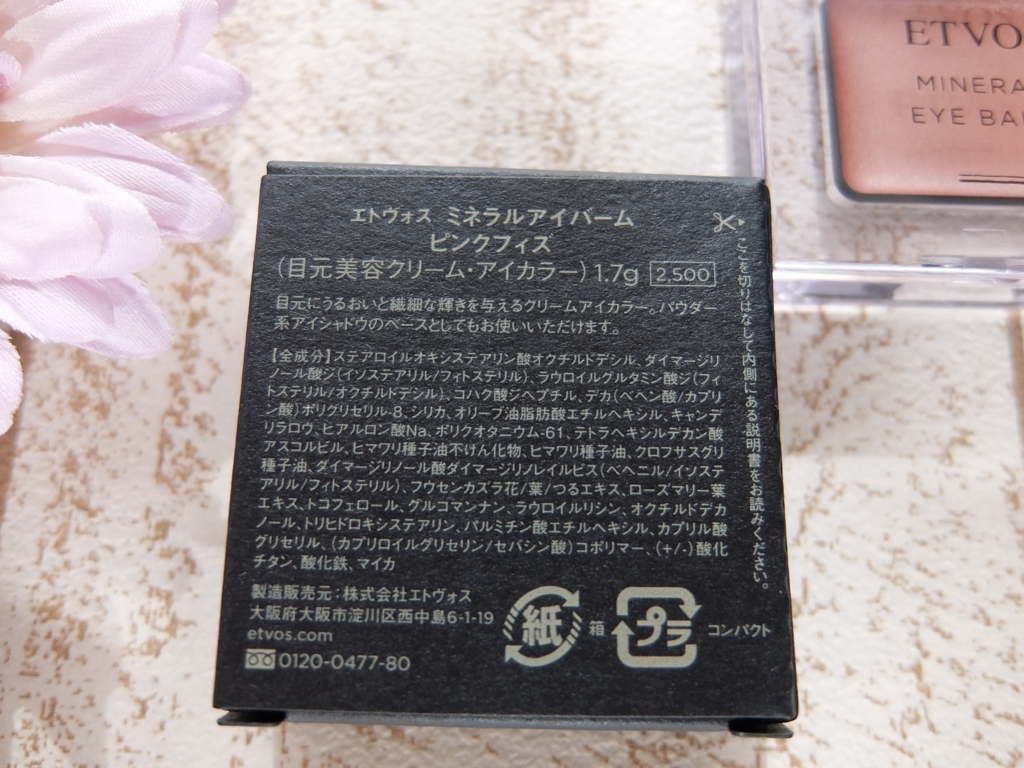 エトヴォス ミネラルアイバーム
ピンクフィズ
(目元美容クリーム・アイカラー) 1.7g 2,500
目元にうるおいと繊細な輝きを与えるクリームアイカラー。パウダー
系アイシャドウのベースとしてもお使いいただけます。
【全成分】ステアロイルオキシステアリン酸オクチルドデシル、ダイマージリ
ノール酸ジ(イソステアリル/フィトステリル)、ラウロイルグルタミン酸ジ(フィ
トステリル/オクチルドデシル)、コハク酸ジヘプチル、デカ(ベヘン酸/カプリ
ン酸)ポリグリセリル-8、シリカ、オリーブ油脂肪酸エチルヘキシル、キャンデ
リラロウ、ヒアルロン酸Na、ポリクオタニウム-61、テトラヘキシルデカン酸
アスコルビル、ヒマワリ種子油不けん化物、ヒマワリ種子油、クロフサスグリ
種子油、ダイマージリノール酸ダイマージリノレイルビス(ベヘニル/イソステ
アリル/フィトステリル)、フウセンカズラ花/葉/つるエキス、ローズマリー葉
エキス、トコフェロール、グルコマンナン、ラウロイルリシン、オクチルドデカ
ノール、トリヒドロキシステアリン、パルミチン酸エチルヘキシル、カプリル酸
グリセリル、(カプリロイルグリセリン/セバシン酸)コポリマー、(+/-)酸化
チタン、酸化鉄、マイカ
製造販売元:株式会社エトヴォス
大阪府大阪市淀川区西中島6-1-19
etvos.com
0120-0477-80
紙 箱 プラ コンパクト
ここを切りはなして内側にある説明書をお読みください。
ETVO
MINERA
EYE BA